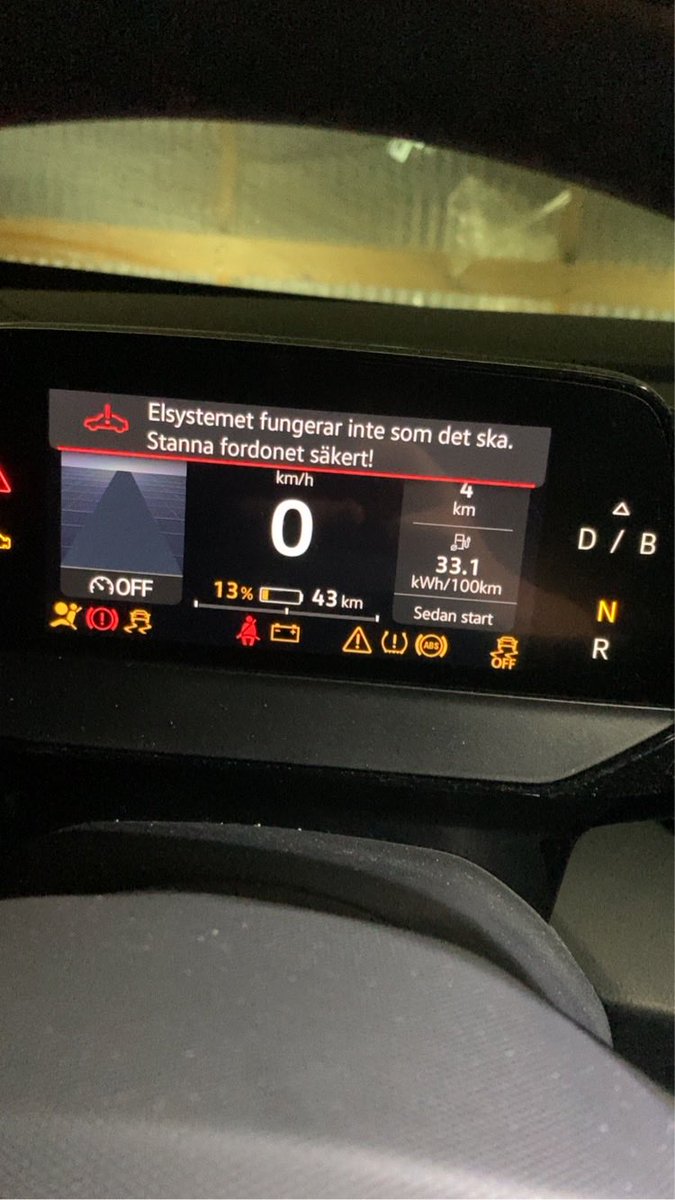 Elsystemet fungerar inte som det ska.
Stanna fordonet säkert!
km/h
0
4
km
33.1
kWh/100km
Sedan start
OFF
13% 43 km
ABS
OFF
D / B
N
R